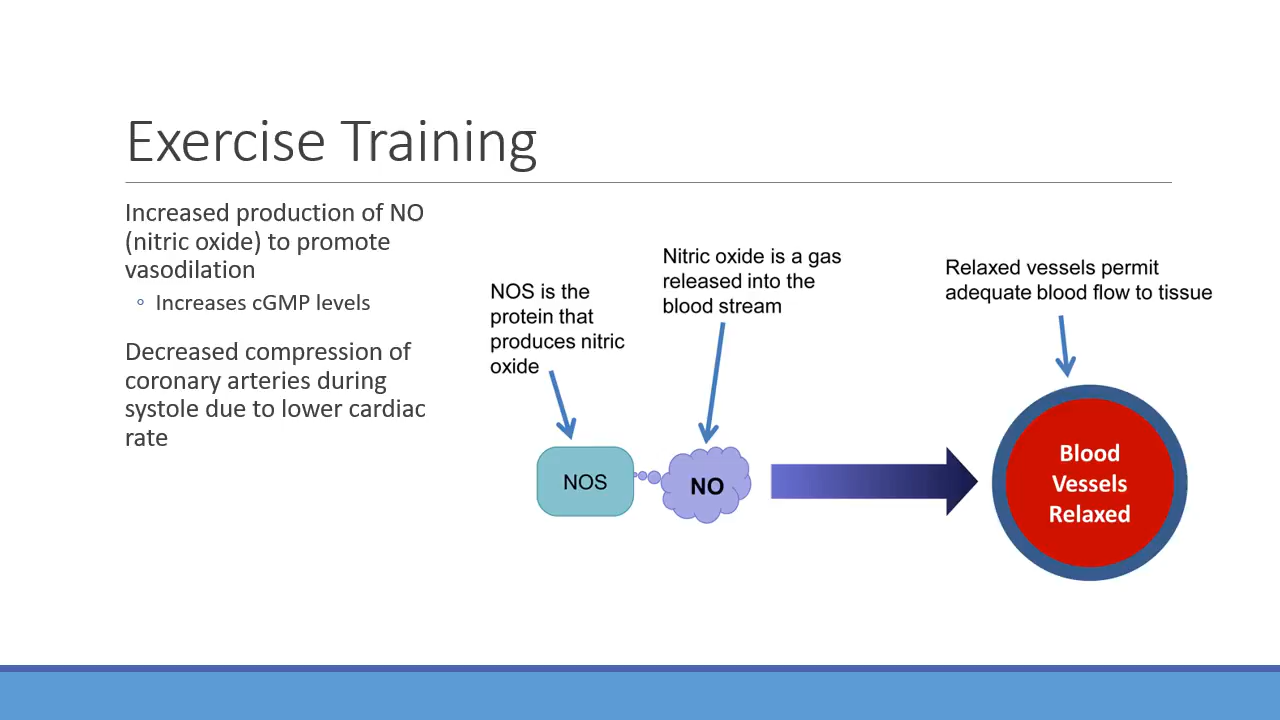 Exercise Training
Increased production of NO
(nitric oxide) to promote
vasodilation
◦ Increases cGMP levels
Decreased compression of
coronary arteries during
systole due to lower cardiac
rate
NOS is the
protein that
produces nitric
oxide
Nitric oxide is a gas
released into the
blood stream
Relaxed vessels permit
adequate blood flow to tissue
NOS
NO
Blood
Vessels
Relaxed